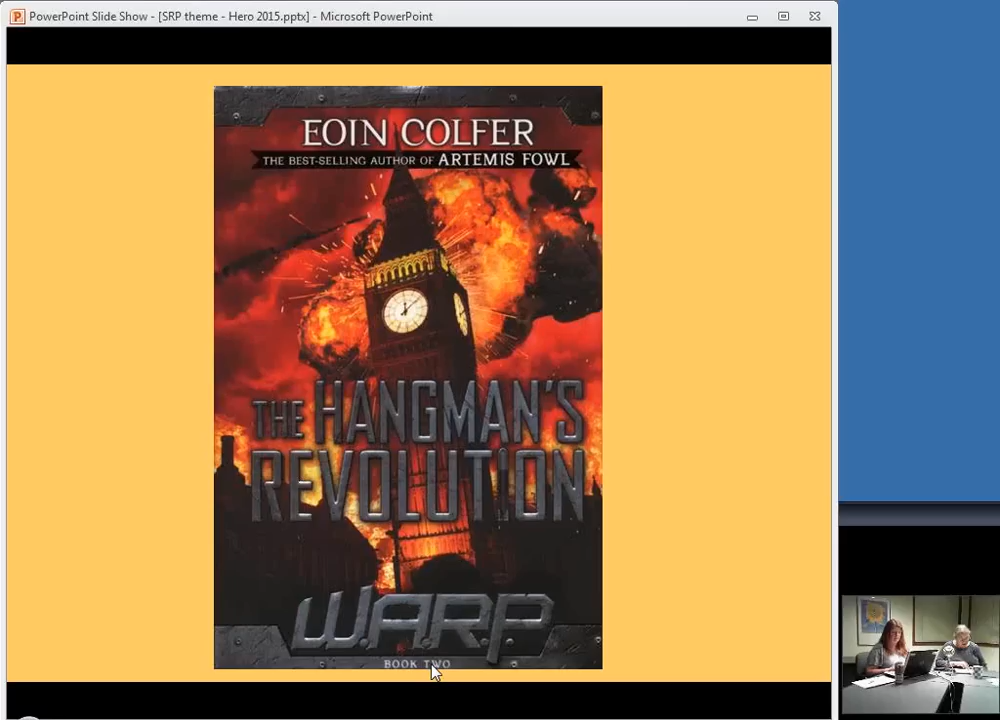 PowerPoint Slide Show - [SRP theme - Hero 2015.pptx] - Microsoft PowerPoint
EOIN COLFER
THE BEST-SELLING AUTHOR OF ARTEMIS FOWL
THE HANGMAN'S
REVOLUTION
W.A.R.P
BOOK TWO